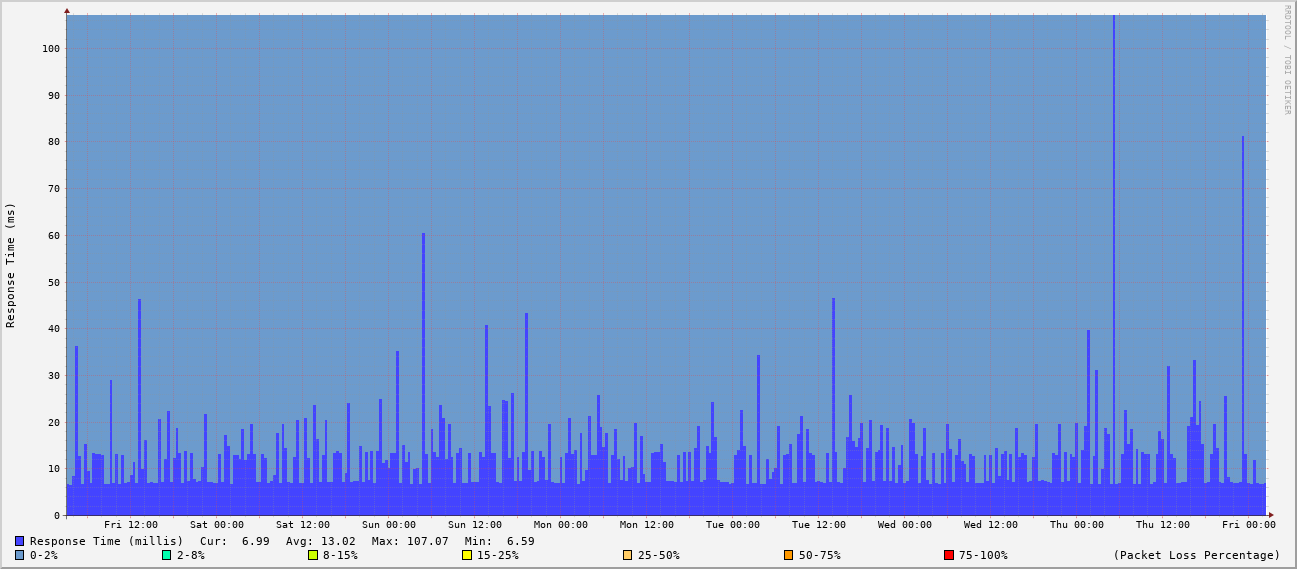 RRDTOOL / TOBI OETIKER
Response Time (ms)
100
90
80
70
60
50
40
30
20
10
0
Fri 12:00 Sat 00:00 Sat 12:00 Sun 00:00 Sun 12:00 Mon 00:00 Mon 12:00 Tue 00:00 Tue 12:00 Wed 00:00 Wed 12:00 Thu 00:00 Thu 12:00 Fri 00:00
Response Time (millis) Cur: 6.99 Avg: 13.02 Max: 107.07 Min: 6.59
0-2% 2-8% 8-15% 15-25% 25-50% 50-75% 75-100% (Packet Loss Percentage)